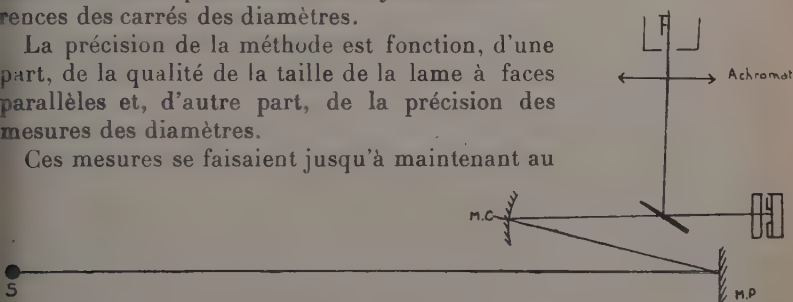 rences des carrés des diamètres.
La précision de la méthode est fonction, d'une
part, de la qualité de la taille de la lame à faces
parallèles et, d'autre part, de la précision des
mesures des diamètres.
Ces mesures se faisaient jusqu'à maintenant au
F
Achromat
M.C
S
M.P